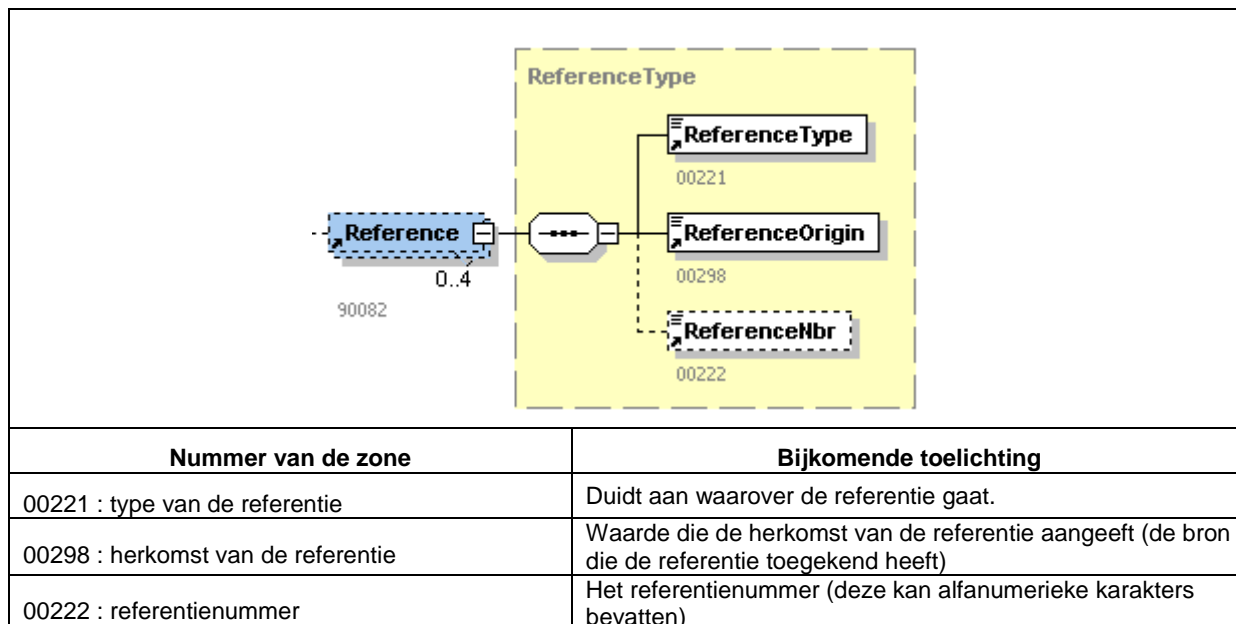 ReferenceType
ReferenceType
00221
Reference
0..4
90082
ReferenceOrigin
00298
ReferenceNbr
00222
Nummer van de zone
Bijkomende toelichting
00221 : type van de referentie
Duidt aan waarover de referentie gaat.
00298 : herkomst van de referentie
Waarde die de herkomst van de referentie aangeeft (de bron
die de referentie toegekend heeft)
00222 : referentienummer
Het referentienummer (deze kan alfanumerieke karakters
bevatten)